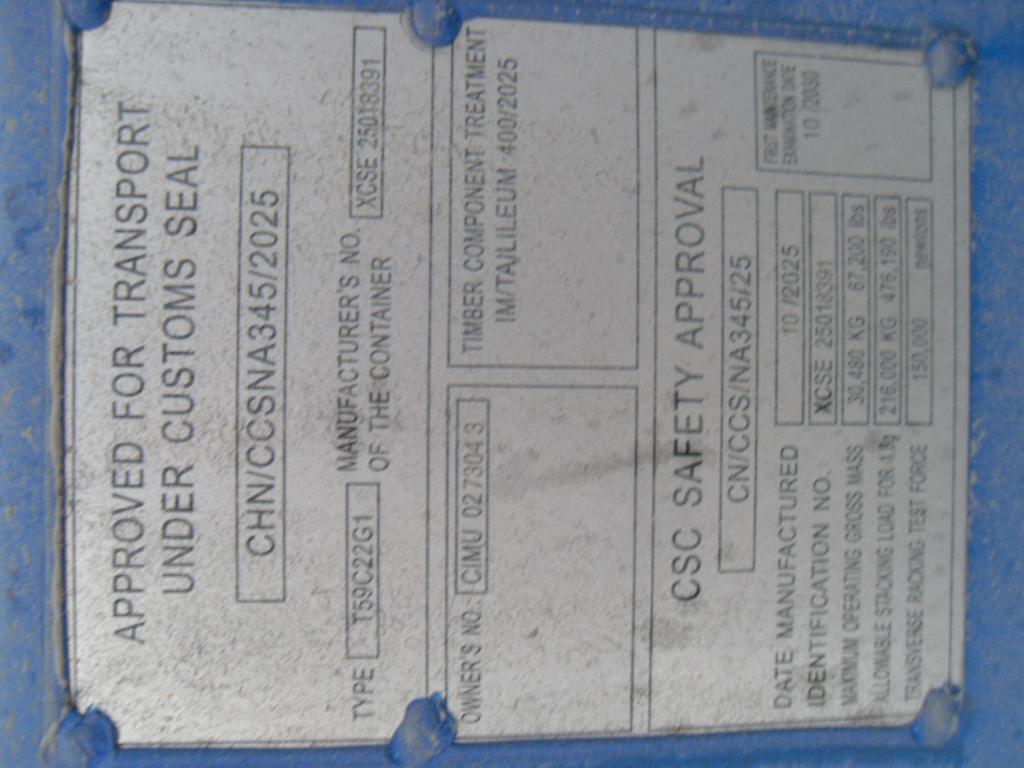 APPROVED FOR TRANSPORT
UNDER CUSTOMS SEAL
CHN/CCSNA345/2025
TYPE T59C22G1 MANUFACTURER'S NO. OF THE CONTAINER XCSE 25018391
OWNER'S NO. CIMU 02 7304 3
TIMBER COMPONENT TREATMENT
IM/TAILILEUM 400/2025
CSC SAFETY APPROVAL
CN/CCS/NA345/25
DATE MANUFACTURED 10 /2025
IDENTIFICATION NO. XCSE 25018391
MAXIMUM OPERATING GROSS MASS 30,480 KG 67,200 lbs
ALLOWABLE STACKING LOAD FOR 1.8g 216,000 KG 476,190 lbs
TRANSVERSE RACKING TEST FORCE 150,00 newtons
FIRST MAINTENANCE
EXAMINATION DATE
10 /2030